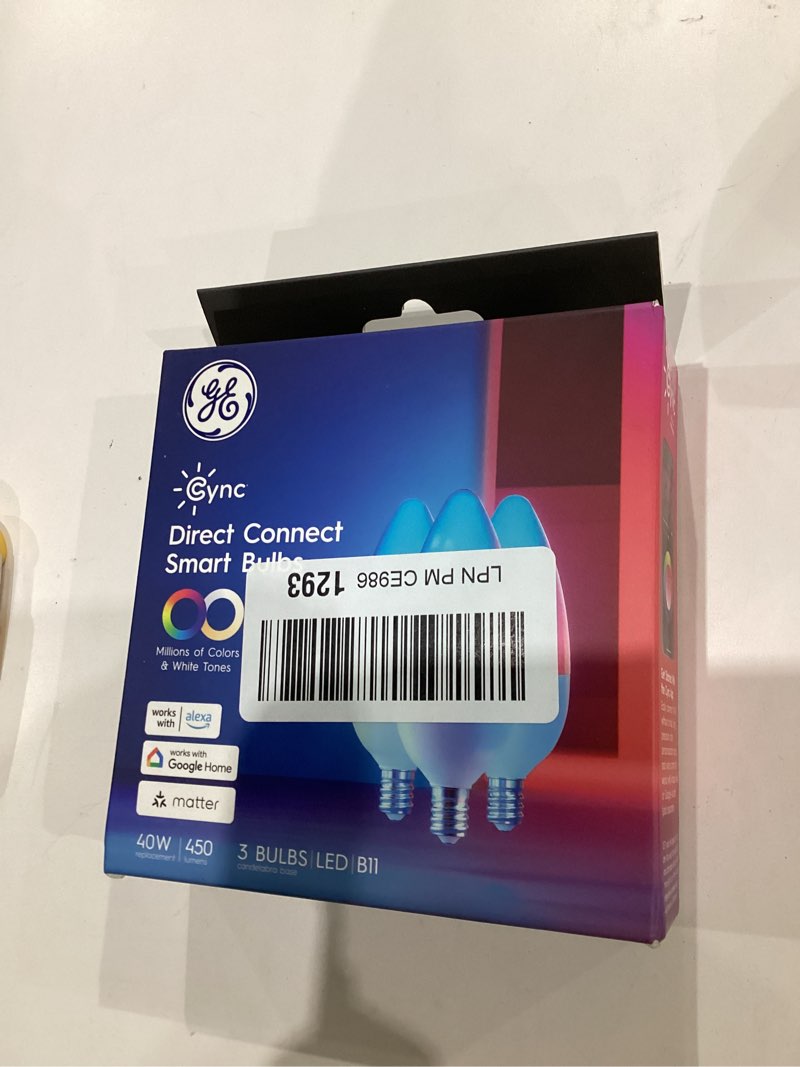 GE
Cync
Direct Connect
Smart Bulbs
LPN PM CE986 1293
Millions of Colors
& White Tones
works with | alexa
works with
Google Home
matter
40W | 450
replacement lumens
3 BULBS | LED | B11
candelabra base